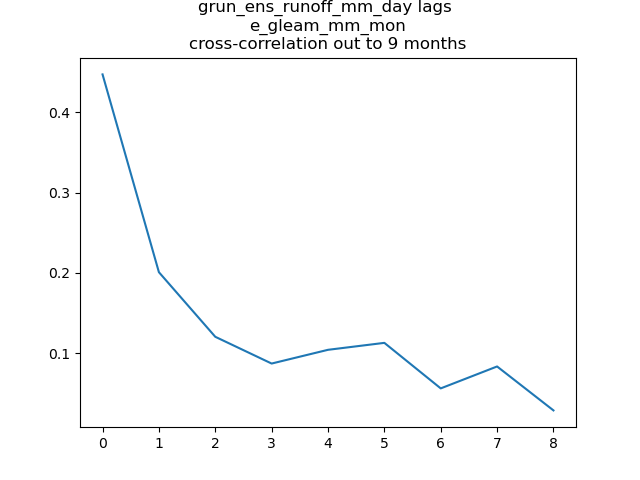 grun_ens_runoff_mm_day lags
e_gleam_mm_mon
cross-correlation out to 9 months
0.4
0.3
0.2
0.1
0 1 2 3 4 5 6 7 8